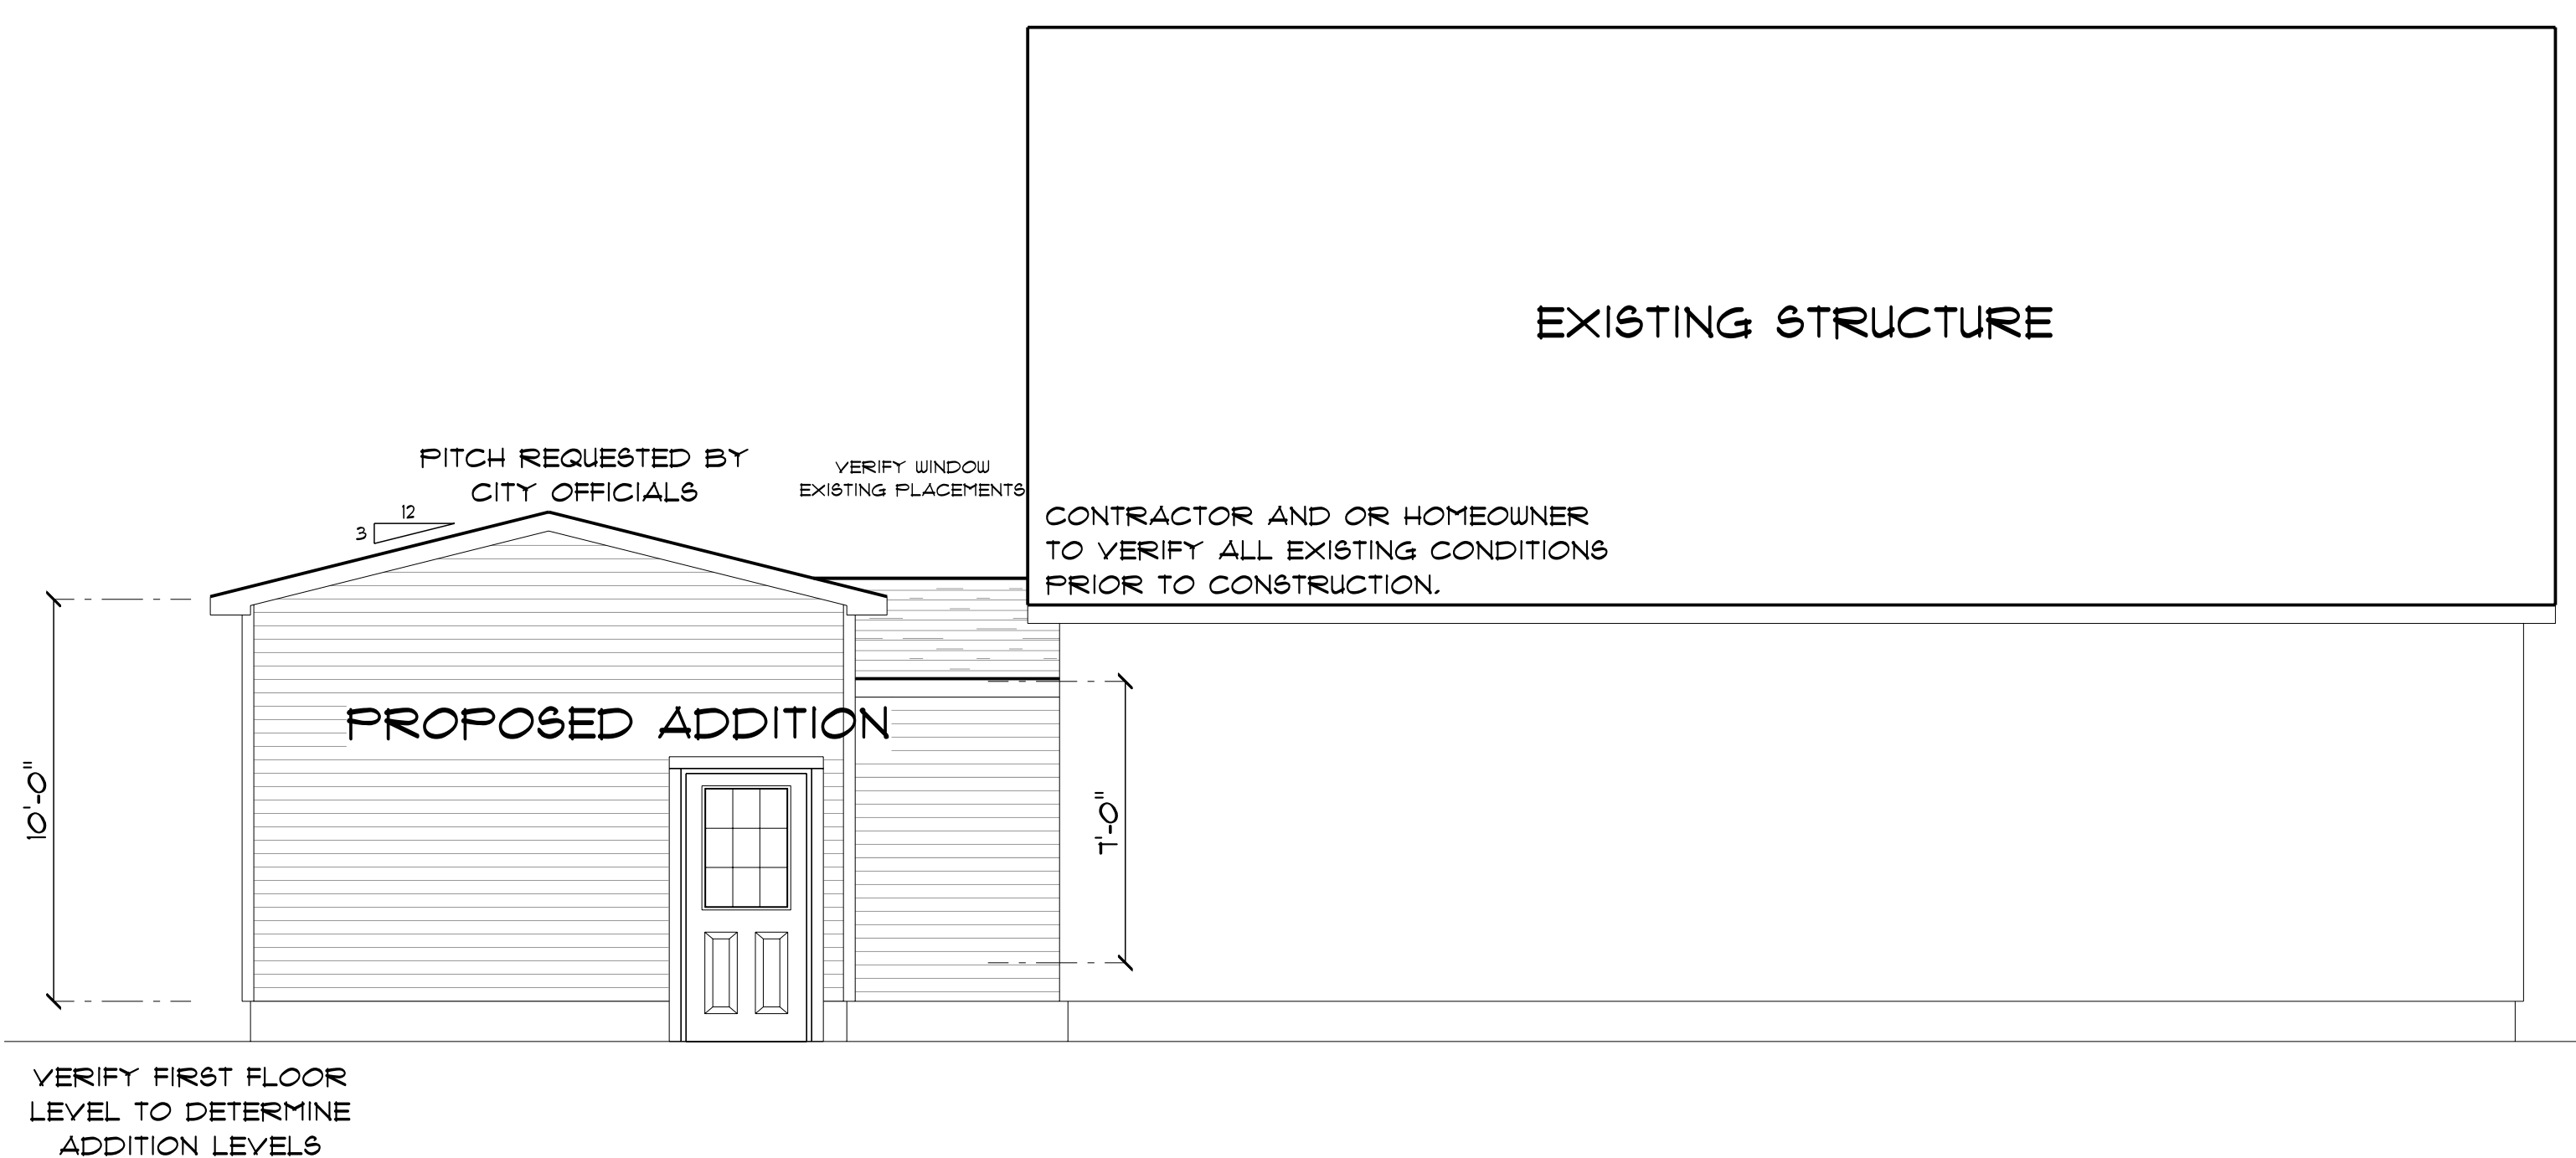 EXISTING STRUCTURE
PITCH REQUESTED BY
CITY OFFICIALS
12
3
VERIFY WINDOW
EXISTING PLACEMENTS
CONTRACTOR AND OR HOMEOWNER
TO VERIFY ALL EXISTING CONDITIONS
PRIOR TO CONSTRUCTION.
PROPOSED ADDITION
10'-0"
7'-0"
VERIFY FIRST FLOOR
LEVEL TO DETERMINE
ADDITION LEVELS